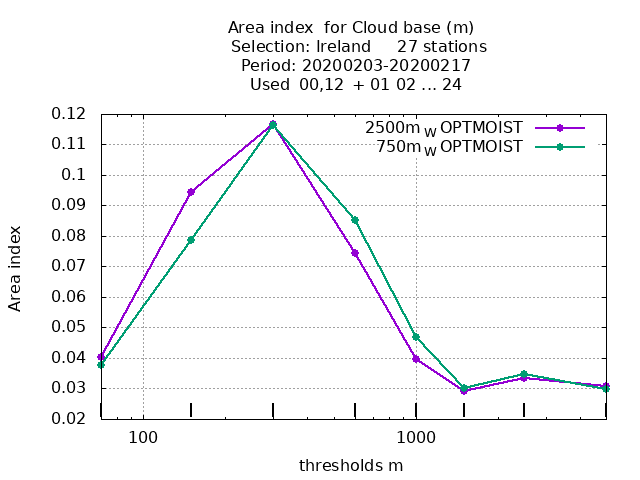 Area index  for Cloud base (m)
Selection: Ireland     27 stations
Period: 20200203-20200217
Used  00,12  + 01 02 ... 24
0.12
0.12
0.1
0.09
0.08
0.07
0.06
0.05
0.04
0.03
0.02
Area index
2500m W OPTMOIST
750m W OPTMOIST
100
1000
thresholds m